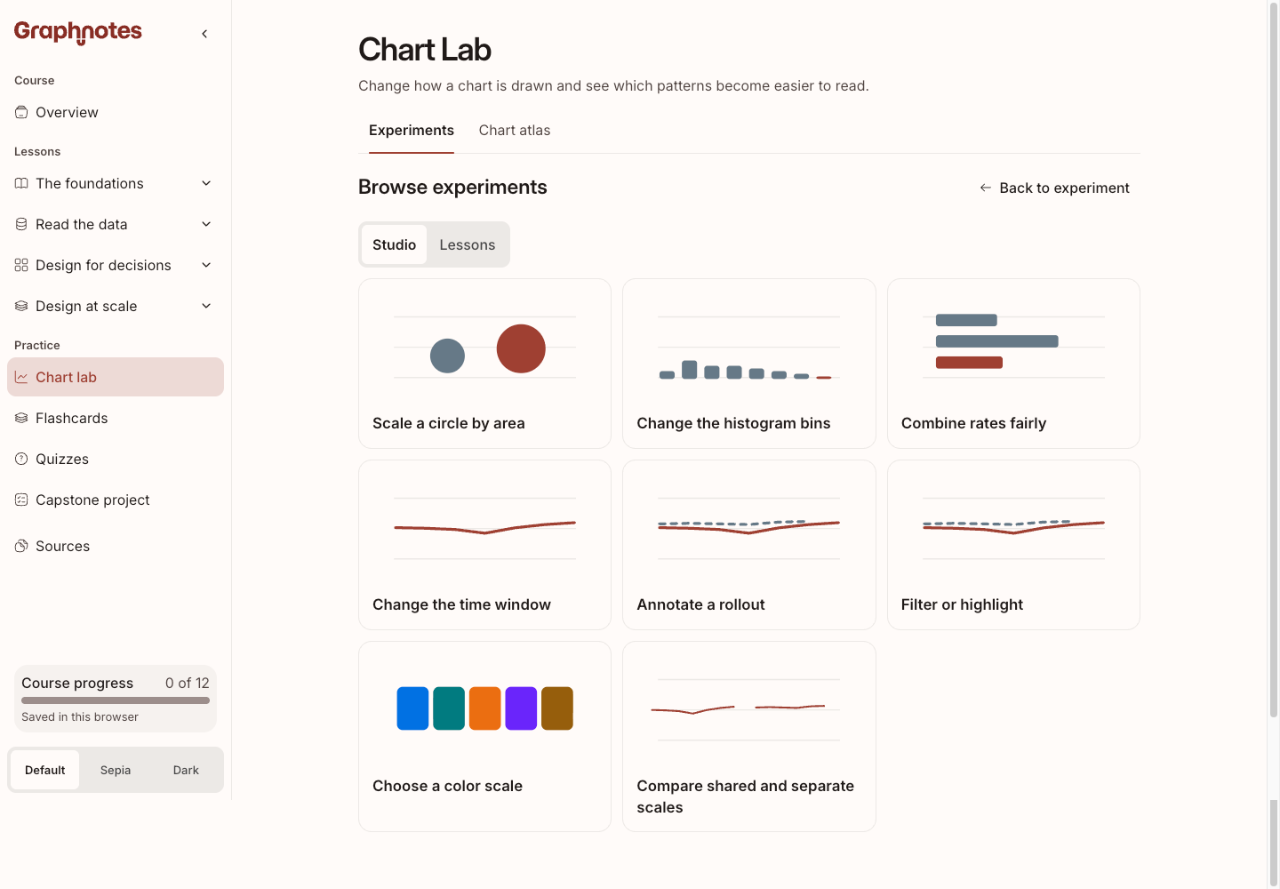 Graphnotes
Course
Overview
Lessons
The foundations
Read the data
Design for decisions
Design at scale
Practice
Chart lab
Flashcards
Quizzes
Capstone project
Sources
Course progress 0 of 12
Saved in this browser
Default Sepia Dark
Chart Lab
Change how a chart is drawn and see which patterns become easier to read.
Experiments Chart atlas
Browse experiments
Back to experiment
Studio Lessons
Scale a circle by area
Change the histogram bins
Combine rates fairly
Change the time window
Annotate a rollout
Filter or highlight
Choose a color scale
Compare shared and separate
scales